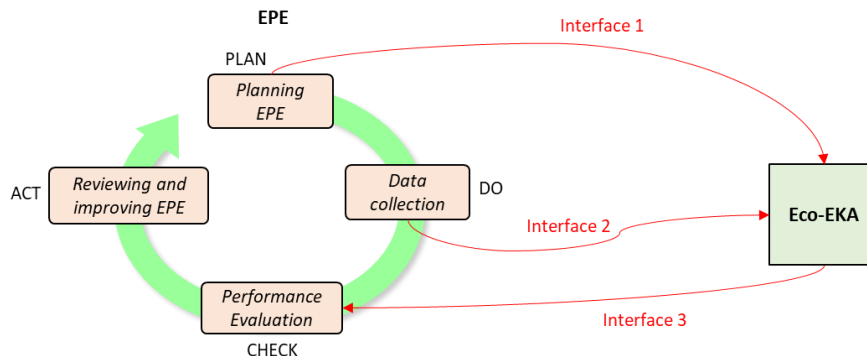 EPE
Interface 1
PLAN
Planning
EPE
ACT
Reviewing and
improving EPE
Data
collection
DO
Interface 2
Eco-EKA
Performance
Evaluation
CHECK
Interface 3